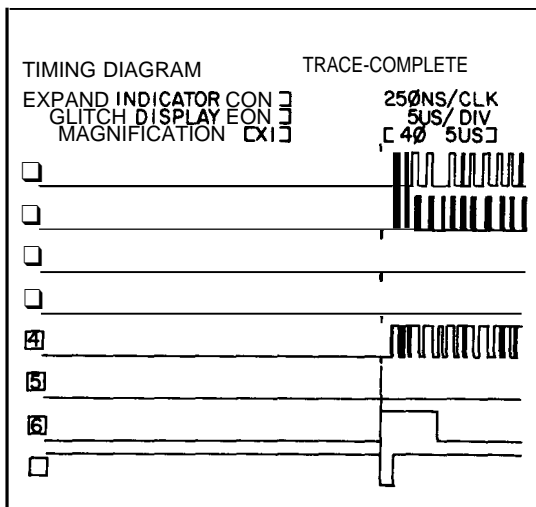 TIMING DIAGRAM TRACE-COMPLETE
EXPAND INDICATOR CON ] 250NS/CLK
GLITCH DISPLAY EON ] 5US/ DIV
MAGNIFICATION [X1] [ 40 5US]
4
5
6